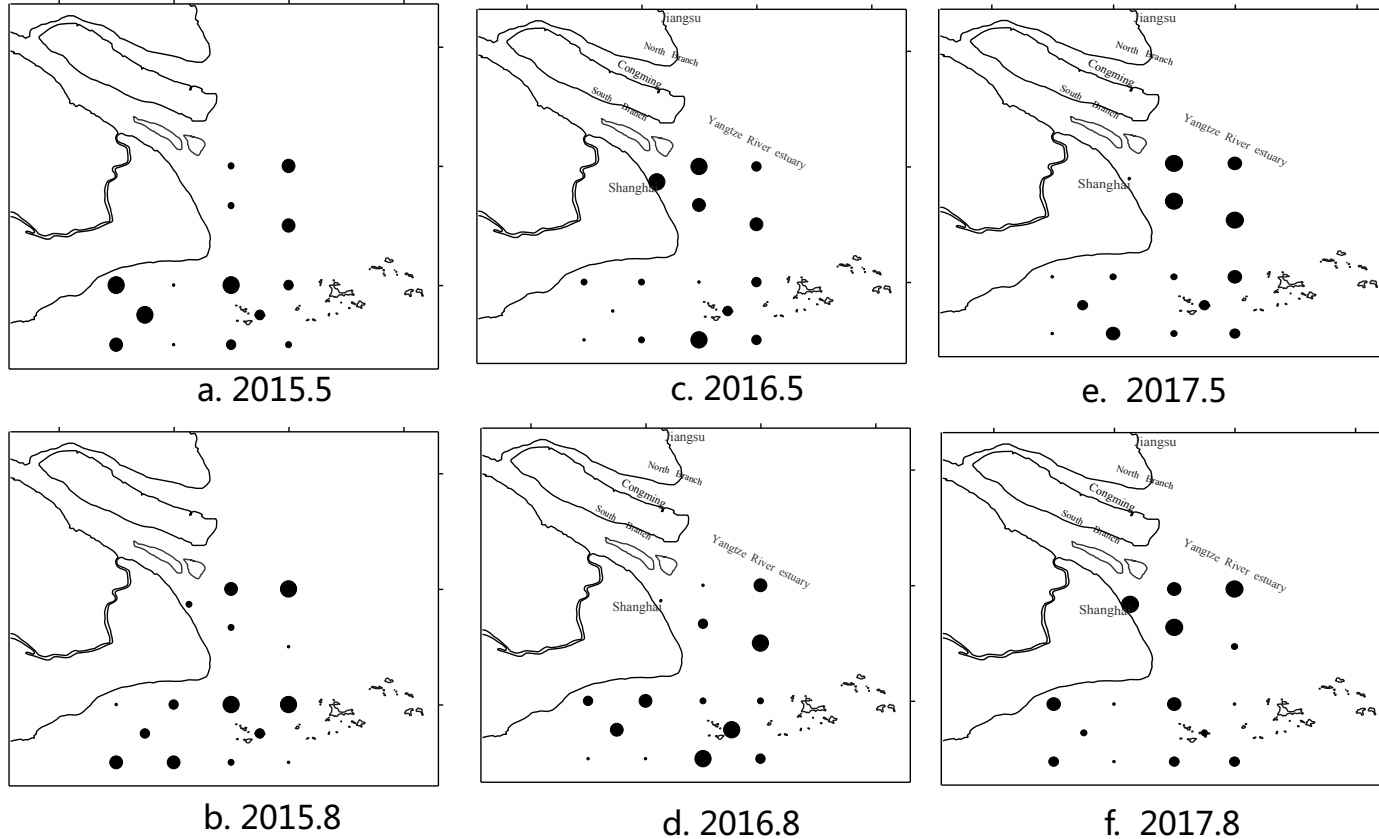 Jiangsu
North Branch
Congming
South Branch
Yangtze River estuary
Shanghai
Jiangsu
North Branch
Congming
South Branch
Yangtze River estuary
Shanghai
a. 2015.5
c. 2016.5
e. 2017.5
Jiangsu
North Branch
Congming
South Branch
Yangtze River estuary
Shanghai
Jiangsu
North Branch
Congming
South Branch
Yangtze River estuary
Shanghai
b. 2015.8
d. 2016.8
f. 2017.8